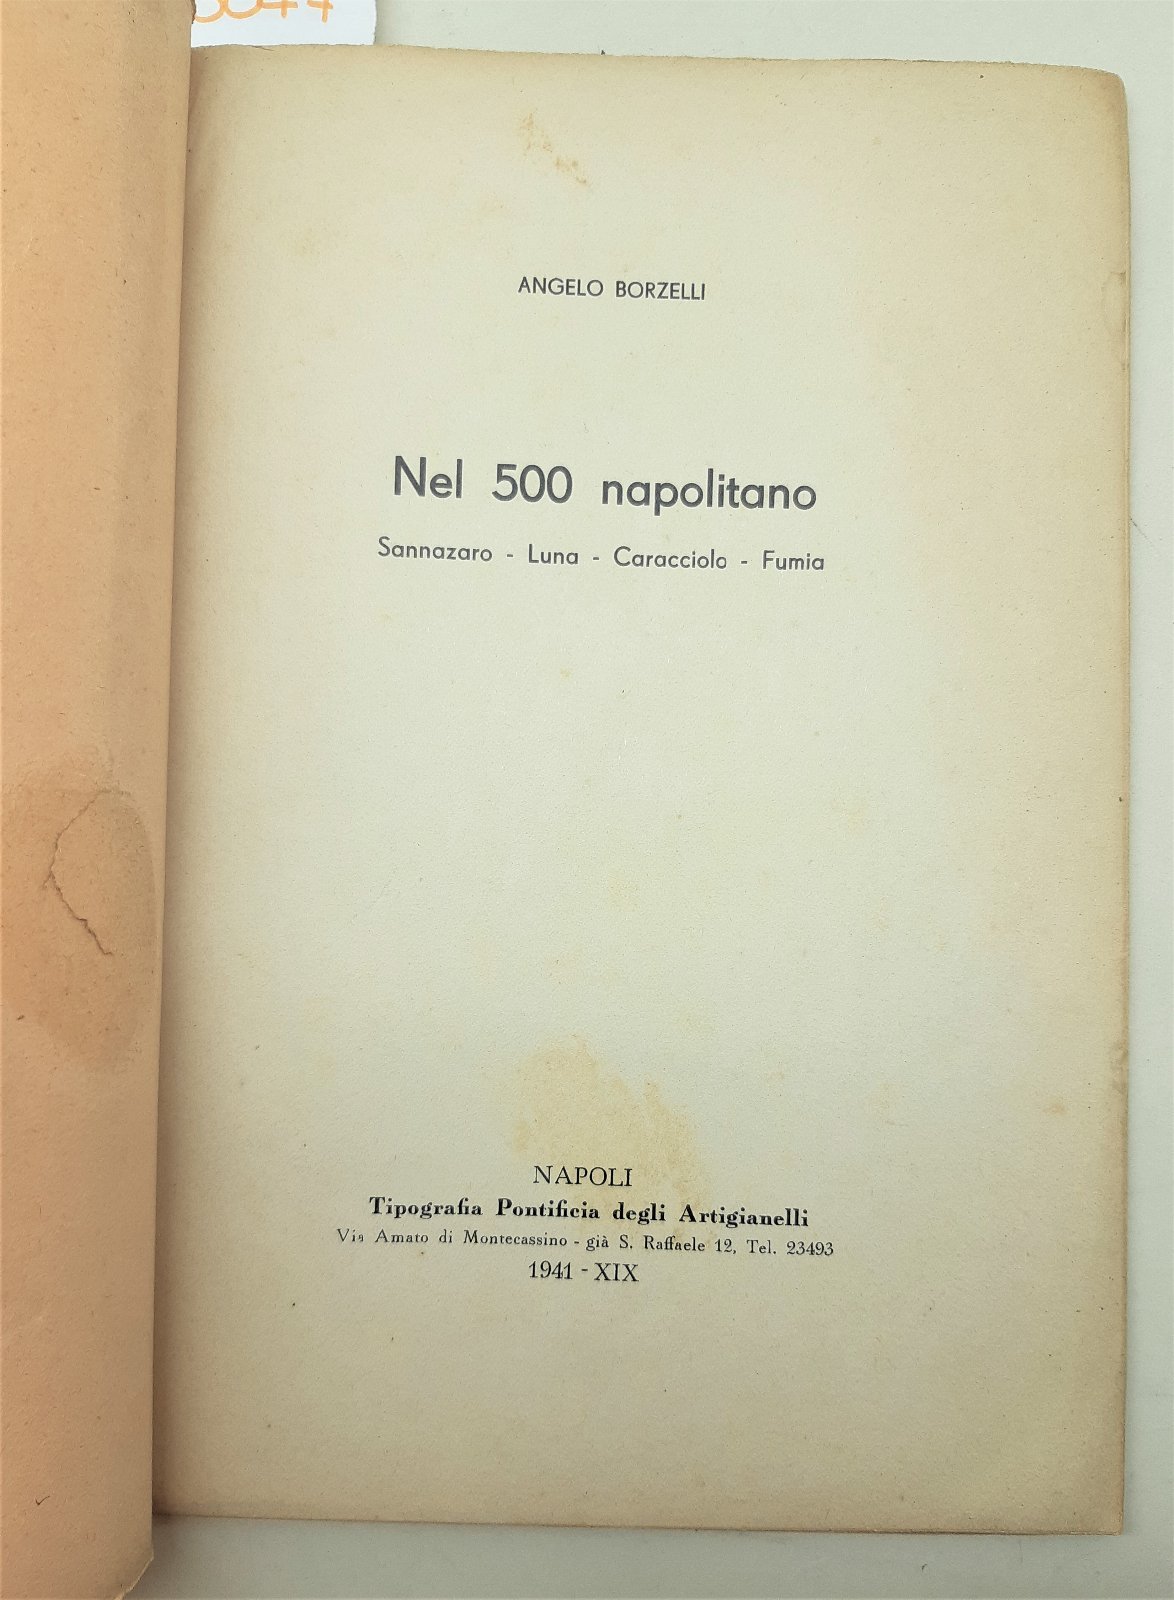 ANGELO BORZELLI
Nel 500 napolitano
Sannazaro - Luna - Caracciolo - Fumia
NAPOLI
Tipografia Pontificia degli Artigianelli
Via Amato di Montecassino - già S. Raffaele 12, Tel. 23493
1941 - XIX